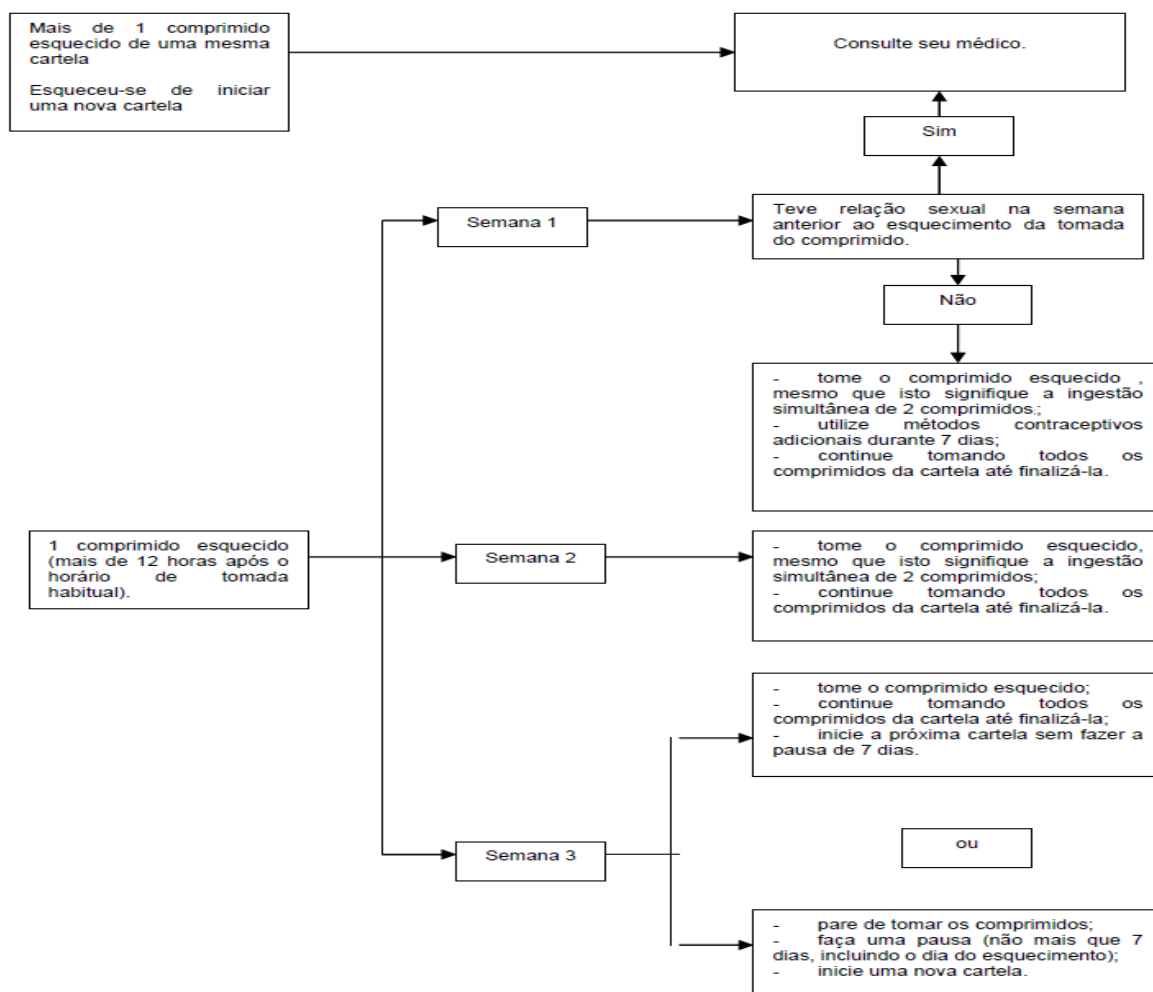 Mais de 1 comprimido
esquecido de uma mesma
cartela
Esqueceu-se de iniciar
uma nova cartela
Consulte seu médico.
Sim
Semana 1
Teve relação sexual na semana
anterior ao esquecimento da tomada
do comprimido.
Não
- tome o comprimido esquecido ,
mesmo que isto signifique a ingestão
simultânea de 2 comprimidos.;
- utilize métodos contraceptivos
adicionais durante 7 dias;
- continue tomando todos os
comprimidos da cartela até finalizá-la.
1 comprimido esquecido
(mais de 12 horas após o
horário de tomada
habitual).
Semana 2
- tome o comprimido esquecido,
mesmo que isto signifique a ingestão
simultânea de 2 comprimidos;
- continue tomando todos os
comprimidos da cartela até finalizá-la.
- tome o comprimido esquecido;
- continue tomando todos os
comprimidos da cartela até finalizá-la;
- inicie a próxima cartela sem fazer a
pausa de 7 dias.
Semana 3
ou
- pare de tomar os comprimidos;
- faça uma pausa (não mais que 7
dias, incluindo o dia do esquecimento);
- inicie uma nova cartela.